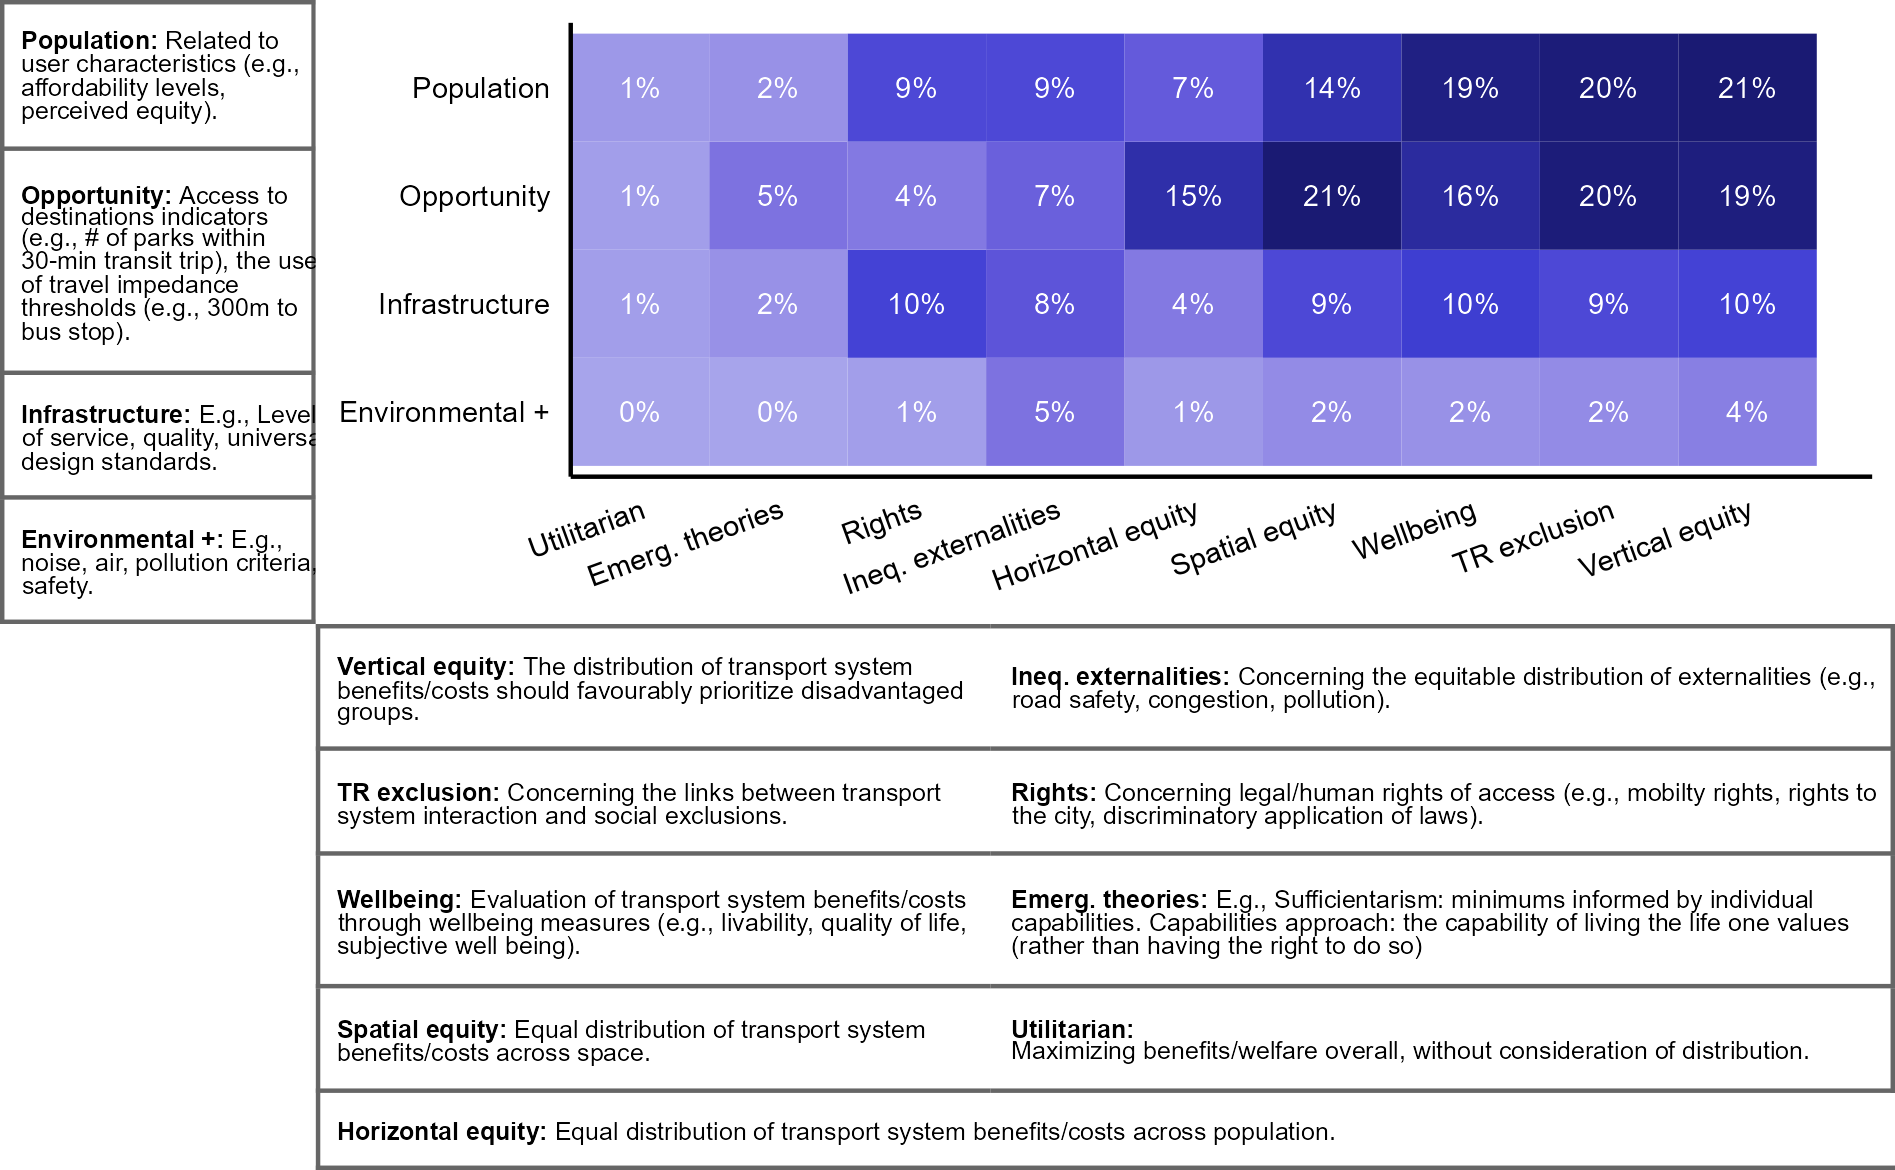 Population: Related to
user characteristics (e.g.,
affordability levels,
perceived equity).
Opportunity: Access to
destinations indicators
(e.g., # of parks within
30-min transit trip), the use
of travel impedance
thresholds (e.g., 300m to
bus stop).
Infrastructure: E.g., Level
of service, quality, universa
design standards.
Environmental +: E.g.,
noise, air, pollution criteria,
safety.
Population 1% 2% 9% 9% 7% 14% 19% 20% 21%
Opportunity 1% 5% 4% 7% 15% 21% 16% 20% 19%
Infrastructure 1% 2% 10% 8% 4% 9% 10% 9% 10%
Environmental + 0% 0% 1% 5% 1% 2% 2% 2% 4%
Utilitarian
Emerg. theories
Rights
Ineq. externalities
Horizontal equity
Spatial equity
Wellbeing
TR exclusion
Vertical equity
Vertical equity: The distribution of transport system
benefits/costs should favourably prioritize disadvantaged
groups.
Ineq. externalities: Concerning the equitable distribution of externalities (e.g.,
road safety, congestion, pollution).
TR exclusion: Concerning the links between transport
system interaction and social exclusions.
Rights: Concerning legal/human rights of access (e.g., mobilty rights, rights to
the city, discriminatory application of laws).
Wellbeing: Evaluation of transport system benefits/costs
through wellbeing measures (e.g., livability, quality of life,
subjective well being).
Emerg. theories: E.g., Sufficientarism: minimums informed by individual
capabilities. Capabilities approach: the capability of living the life one values
(rather than having the right to do so)
Spatial equity: Equal distribution of transport system
benefits/costs across space.
Utilitarian:
Maximizing benefits/welfare overall, without consideration of distribution.
Horizontal equity: Equal distribution of transport system benefits/costs across population.